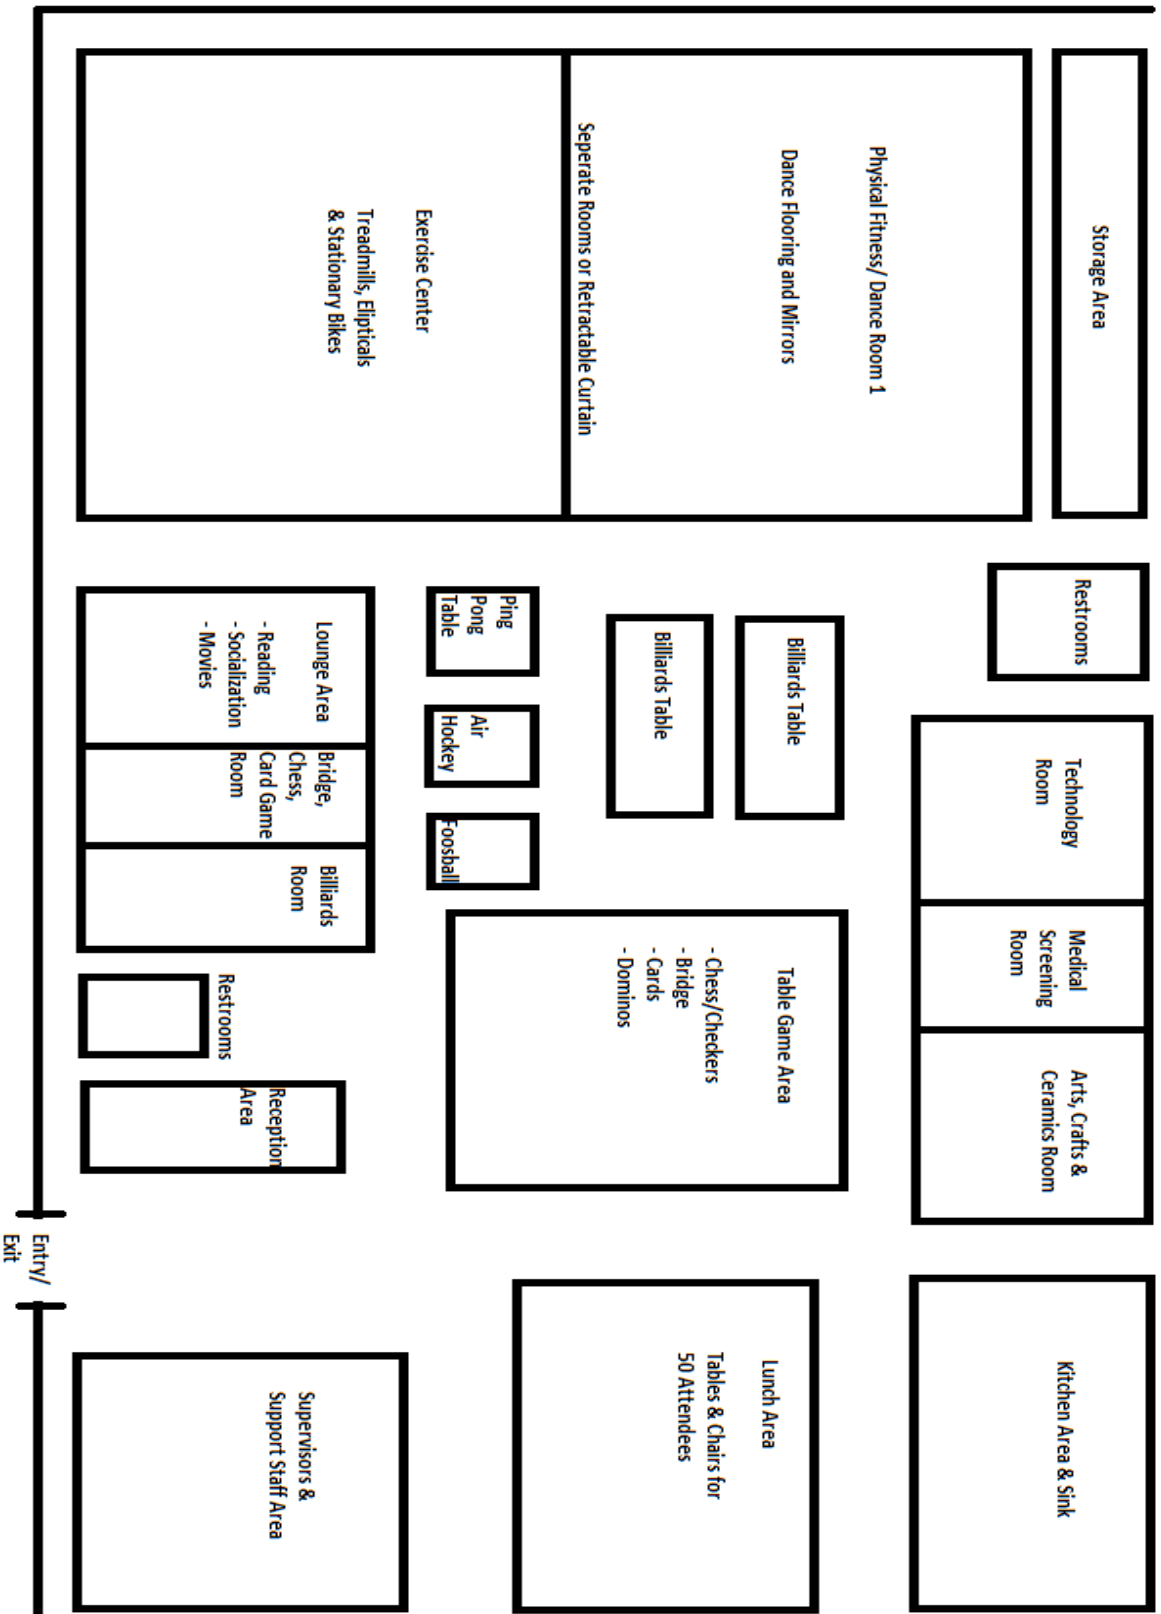 Storage Area
Physical Fitness/ Dance Room 1
Dance Flooring and Mirrors
Seperate Rooms or Retractable Curtain
Exercise Center
Treadmills, Elipticals
& Stationary Bikes
Restrooms
Technology
Room
Medical
Screening
Room
Arts, Crafts &
Ceramics Room
Kitchen Area & Sink
Billiards Table
Billiards Table
Ping
Pong
Table
Air
Hockey
Foosball
Table Game Area
- Chess/Checkers
- Bridge
- Cards
- Dominos
Lunch Area
Tables & Chairs for
50 Attendees
Lounge Area
- Reading
- Socialization
- Movies
Bridge,
Chess,
Card Game
Room
Billiards
Room
Restrooms
Reception
Area
Supervisors &
Support Staff Area
Entry/
Exit